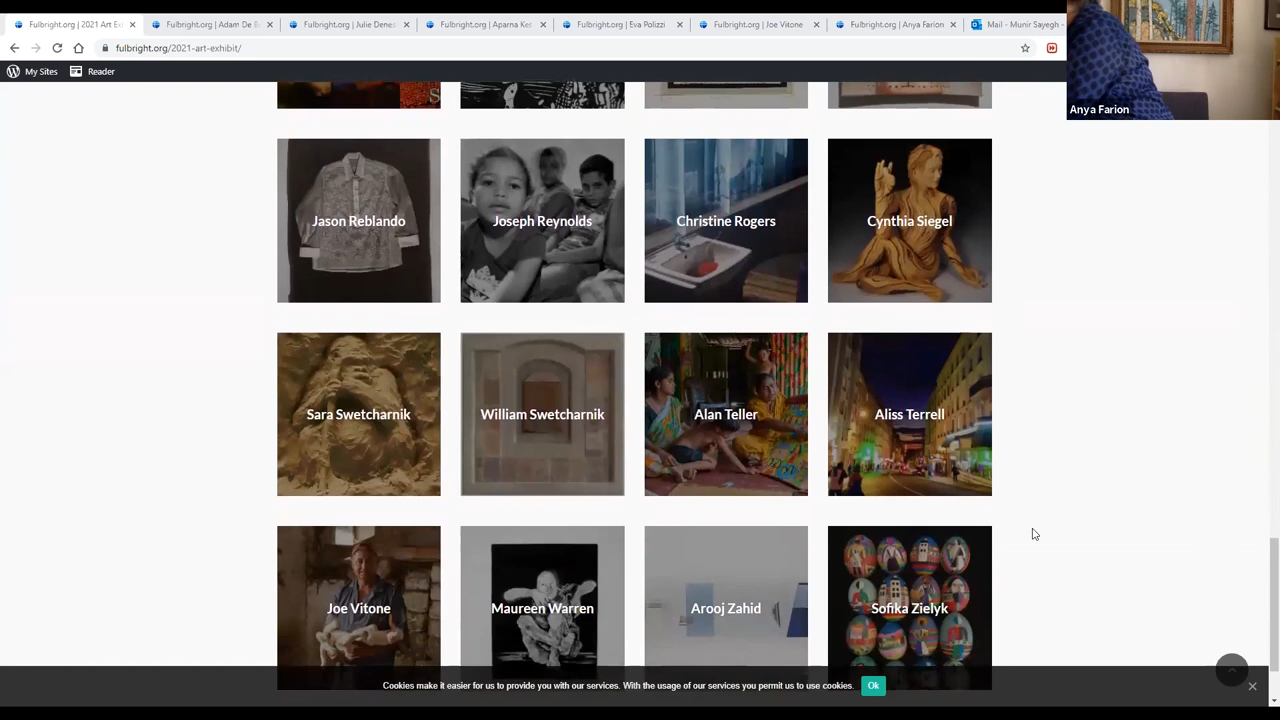 Fulbright.org | 2021 Art Ex
Fulbright.org | Adam De B
Fulbright.org | Julie Denes
Fulbright.org | Aparna Kes
Fulbright.org | Eva Polizzi
Fulbright.org | Joe Vitone
Fulbright.org | Anya Farion
Mail - Munir Sayegh -
fulbright.org/2021-art-exhibit/
My Sites
Reader
Anya Farion
S
Jason Reblando
Joseph Reynolds
Christine Rogers
Cynthia Siegel
Sara Swetcharnik
William Swetcharnik
Alan Teller
Aliss Terrell
Joe Vitone
Maureen Warren
Arooj Zahid
Sofika Zielyk
Cookies make it easier for us to provide you with our services. With the usage of our services you permit us to use cookies.
Ok